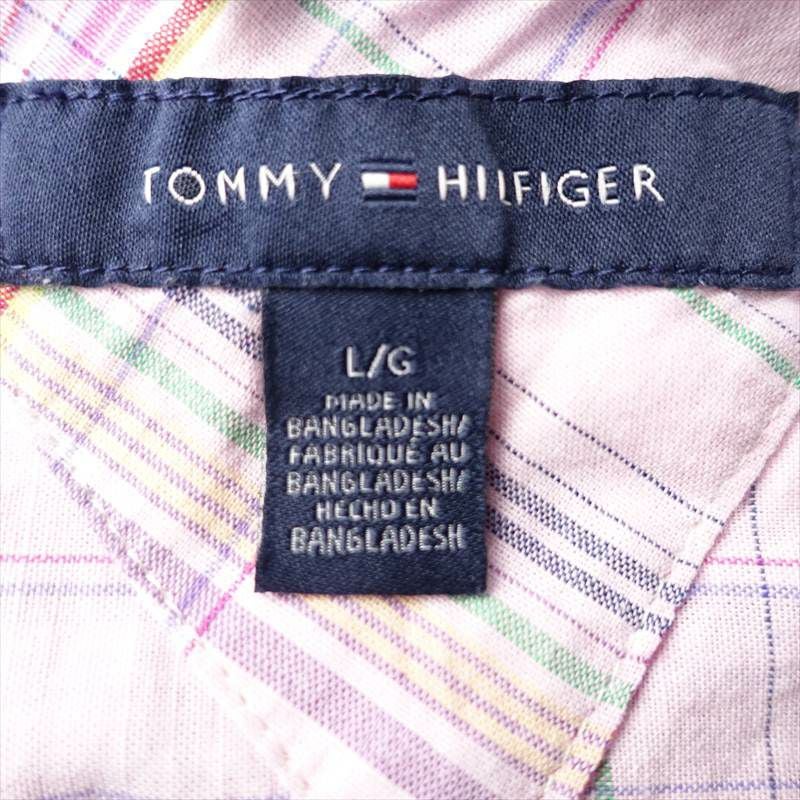 TOMMY HILFIGER
L/G
MADE IN
BANGLADESH/
FABRIQUÉ AU
BANGLADESH/
HECHO EN
BANGLADESH